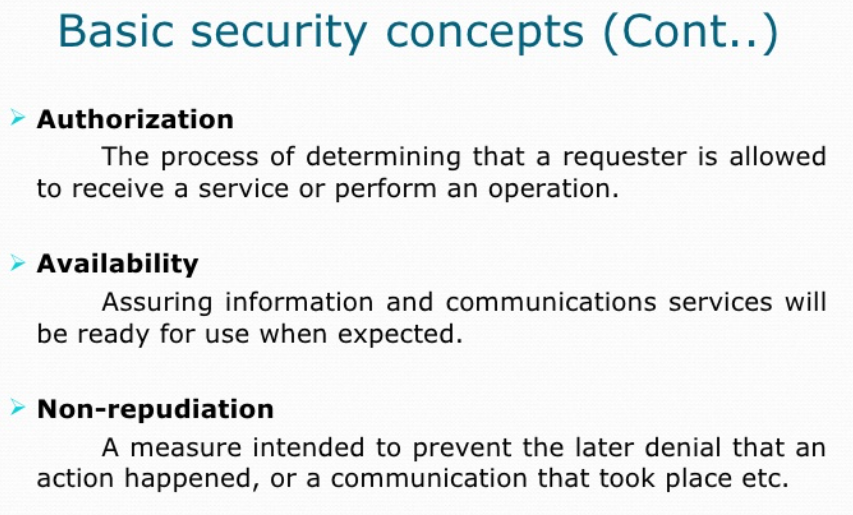 Basic security concepts (Cont..)
Authorization
The process of determining that a requester is allowed
to receive a service or perform an operation.
Availability
Assuring information and communications services will
be ready for use when expected.
Non-repudiation
A measure intended to prevent the later denial that an
action happened, or a communication that took place etc.